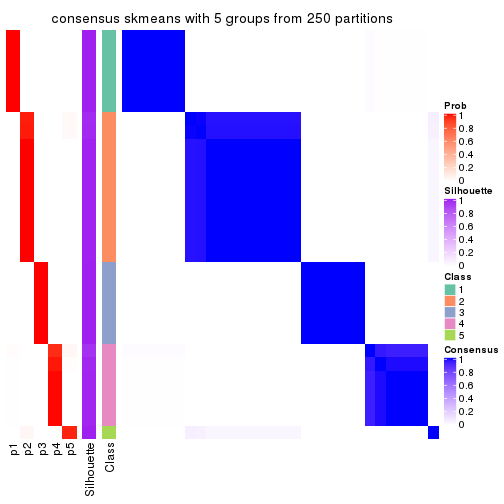 consensus skmeans with 5 groups from 250 partitions
Prob
1
0.8
0.6
0.4
0.2
0
Silhouette
1
0.8
0.6
0.4
0.2
0
Class
1
2
3
4
5
Consensus
1
0.8
0.6
0.4
0.2
0
p1
p2
p3
p4
p5
Silhouette
Class